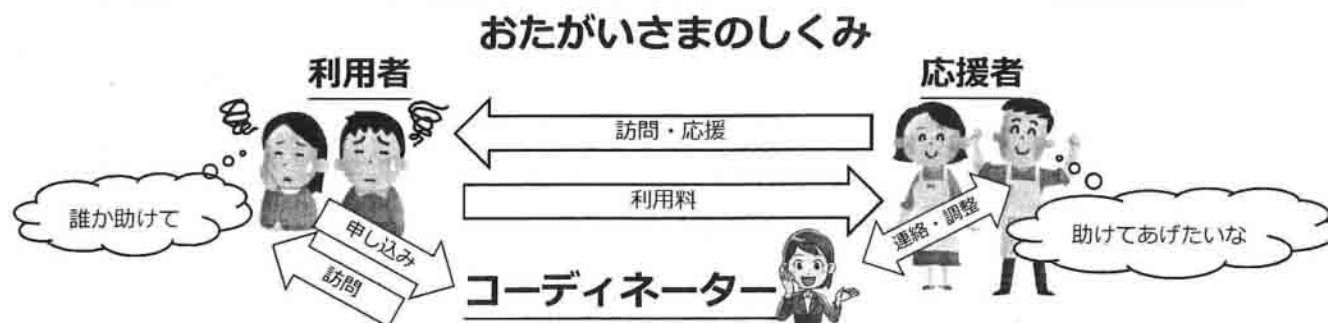 おたがいさまのしくみ
利用者
応援者
訪問・応援
利用料
誰か助けて
申し込み
訪問
連絡・調整
助けてあげたいな
コーディネーター